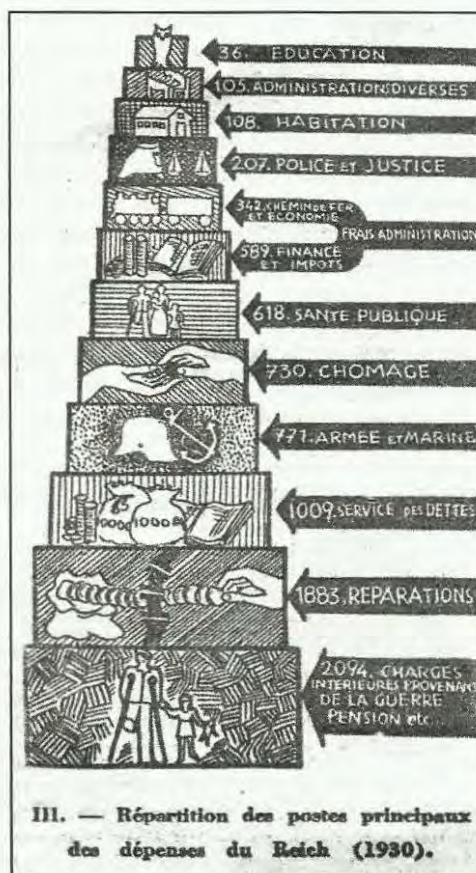 36. EDUCATION
105. ADMINISTRATIONS DIVERSES
108. HABITATION
207. POLICE ET JUSTICE
342. CHEMIN DE FER
ET ECONOMIE
FRAIS ADMINISTRATION
589. FINANCE
ET IMPOTS
618. SANTE PUBLIQUE
730. CHOMAGE
771. ARMEE ET MARINE
1009. SERVICE DES DETTES
1000
1883. REPARATIONS
2094. CHARGES
INTERIEURES PROVENANT
DE LA GUERRE
PENSION etc..
III. — Répartition des postes principaux
des dépenses du Reich (1930).